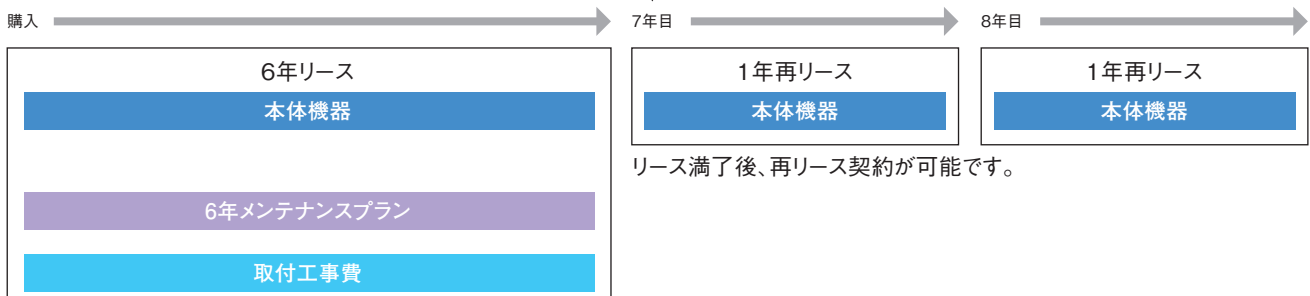 購入
7年目
8年目
6年リース
本体機器
6年メンテナンスプラン
取付工事費
1年再リース
本体機器
1年再リース
本体機器
リース満了後、再リース契約が可能です。